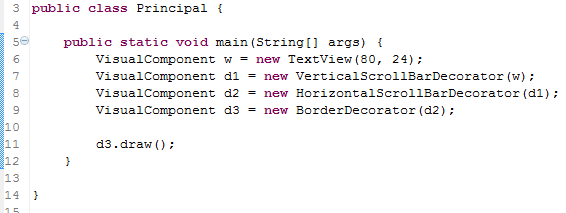 3 public class Principal {
4
5 public static void main(String[] args) {
6 VisualComponent w = new TextView(80, 24);
7 VisualComponent d1 = new VerticalScrollBarDecorator(w);
8 VisualComponent d2 = new HorizontalScrollBarDecorator(d1);
9 VisualComponent d3 = new BorderDecorator(d2);
10
11 d3.draw();
12 }
13
14 }
15